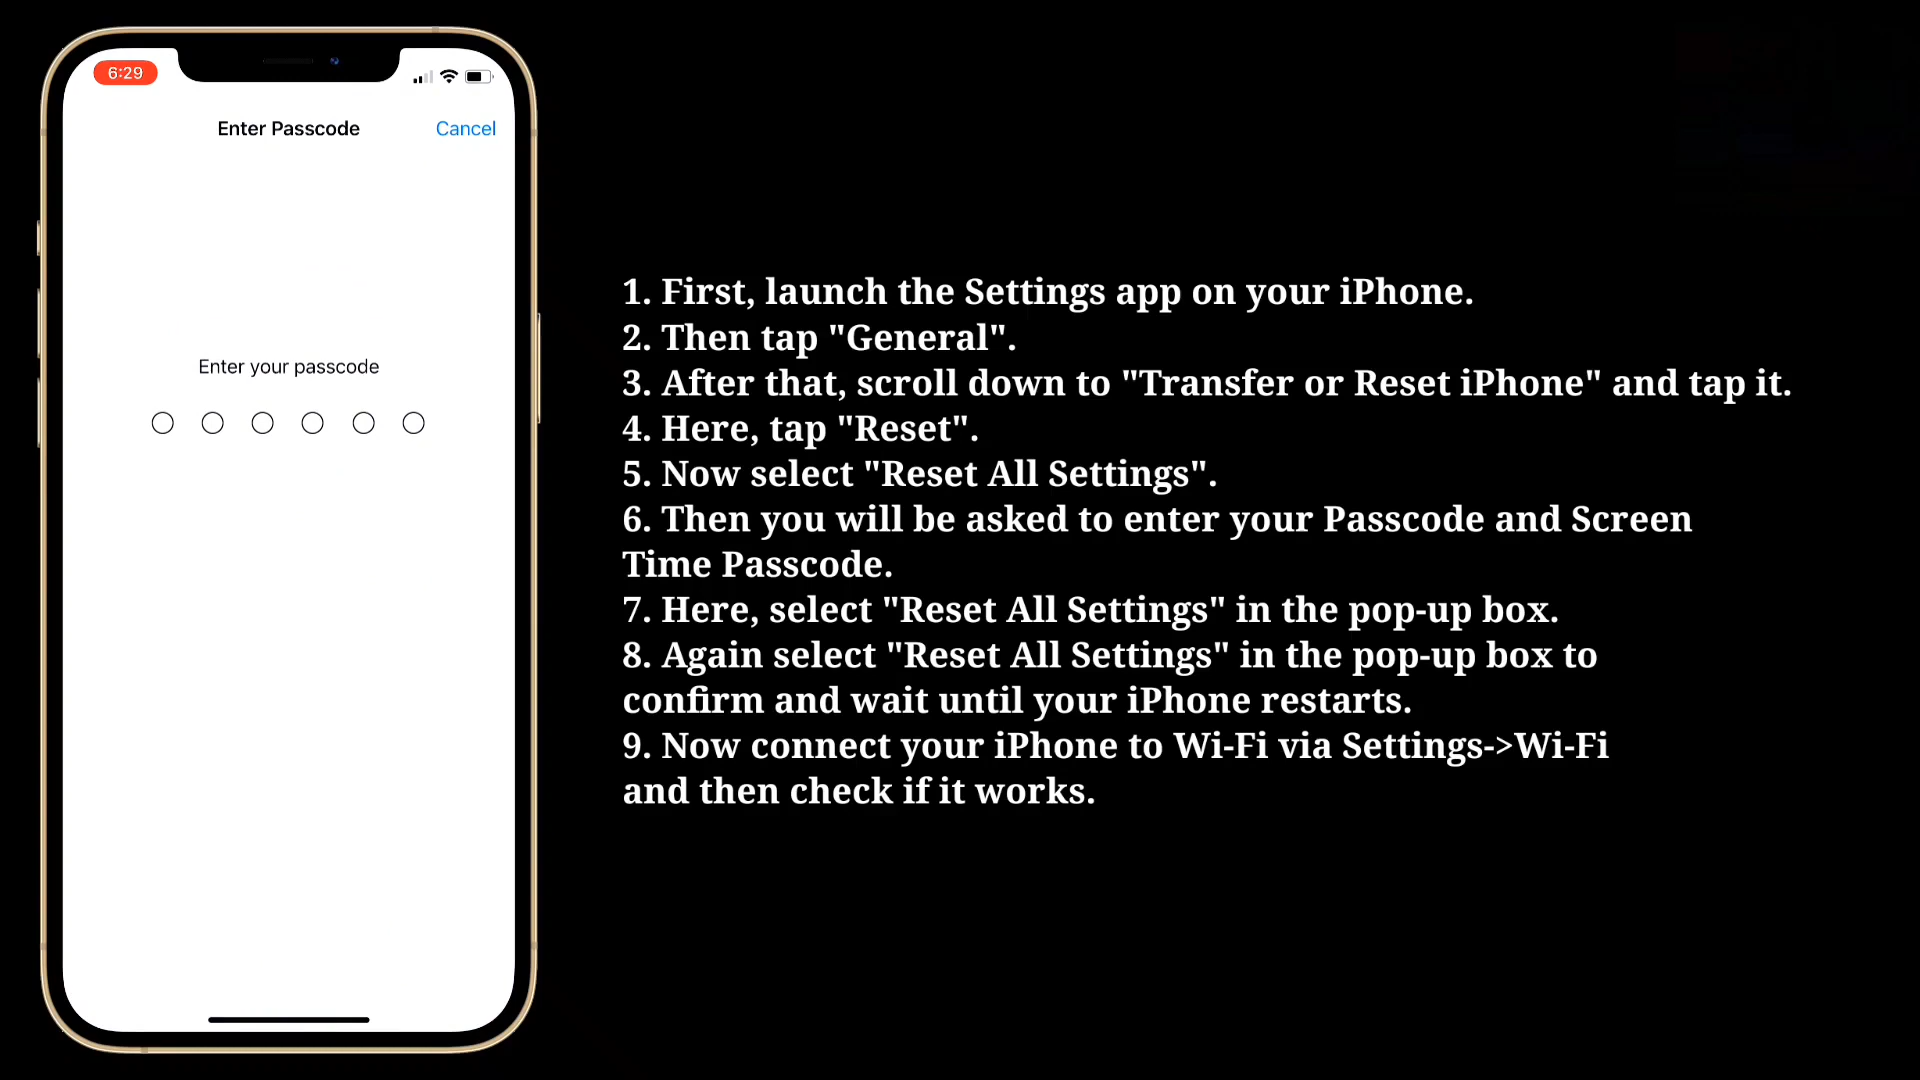 6:29
Enter Passcode
Cancel
Enter your passcode
1. First, launch the Settings app on your iPhone.
2. Then tap "General".
3. After that, scroll down to "Transfer or Reset iPhone" and tap it.
4. Here, tap "Reset".
5. Now select "Reset All Settings".
6. Then you will be asked to enter your Passcode and Screen
Time Passcode.
7. Here, select "Reset All Settings" in the pop-up box.
8. Again select "Reset All Settings" in the pop-up box to
confirm and wait until your iPhone restarts.
9. Now connect your iPhone to Wi-Fi via Settings->Wi-Fi
and then check if it works.